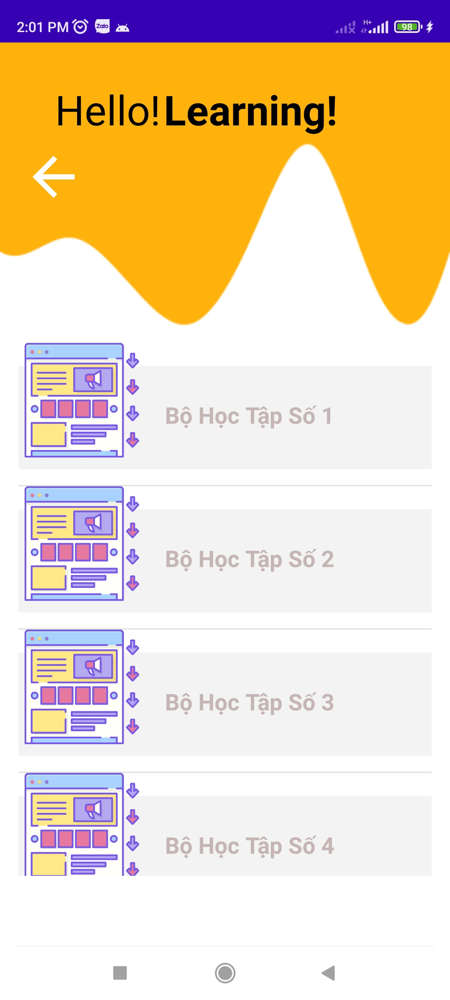 2:01 PM Zalo H+ 98
Hello! Learning!
Bộ Học Tập Số 1
Bộ Học Tập Số 2
Bộ Học Tập Số 3
Bộ Học Tập Số 4